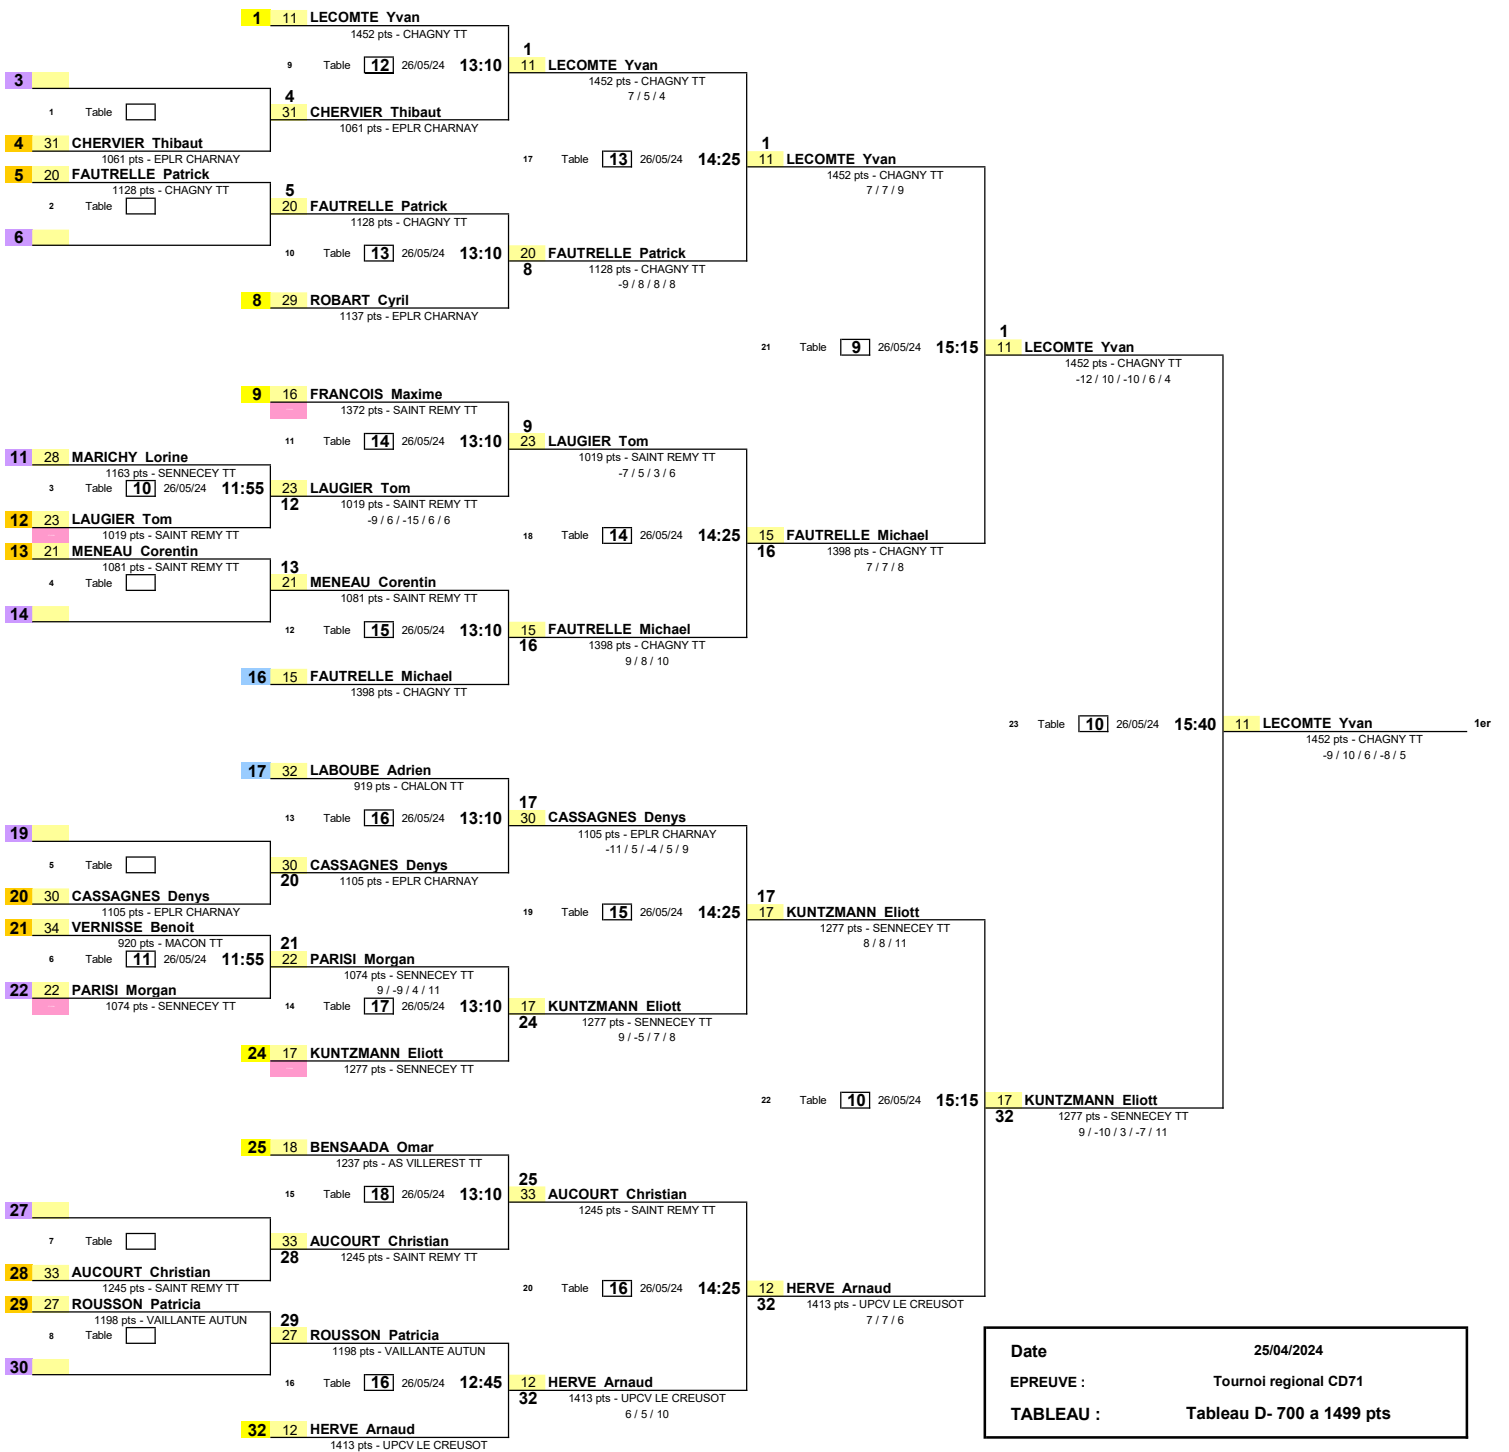 1 11 LECOMTE Yvan
1452 pts - CHAGNY TT
9 Table 12 26/05/24 13:10
1
11 LECOMTE Yvan
1452 pts - CHAGNY TT
7 / 5 / 4
3
1 Table
4
31 CHERVIER Thibaut
1061 pts - EPLR CHARNAY
4 31 CHERVIER Thibaut
1061 pts - EPLR CHARNAY
17 Table 13 26/05/24 14:25
1
11 LECOMTE Yvan
1452 pts - CHAGNY TT
7 / 7 / 9
5 20 FAUTRELLE Patrick
1128 pts - CHAGNY TT
2 Table
5
20 FAUTRELLE Patrick
1128 pts - CHAGNY TT
6
10 Table 13 26/05/24 13:10
20 FAUTRELLE Patrick
8
1128 pts - CHAGNY TT
-9 / 8 / 8 / 8
8 29 ROBART Cyril
1137 pts - EPLR CHARNAY
21 Table 9 26/05/24 15:15
1
11 LECOMTE Yvan
1452 pts - CHAGNY TT
-12 / 10 / -10 / 6 / 4
9 16 FRANCOIS Maxime
1372 pts - SAINT REMY TT
11 Table 14 26/05/24 13:10
9
23 LAUGIER Tom
1019 pts - SAINT REMY TT
-7 / 5 / 3 / 6
11 28 MARICHY Lorine
1163 pts - SENNECEY TT
3 Table 10 26/05/24 11:55
23 LAUGIER Tom
12
1019 pts - SAINT REMY TT
-9 / 6 / -15 / 6 / 6
12 23 LAUGIER Tom
1019 pts - SAINT REMY TT
18 Table 14 26/05/24 14:25
15 FAUTRELLE Michael
16
1398 pts - CHAGNY TT
7 / 7 / 8
13 21 MENEAU Corentin
1081 pts - SAINT REMY TT
4 Table
13
21 MENEAU Corentin
1081 pts - SAINT REMY TT
14
12 Table 15 26/05/24 13:10
15 FAUTRELLE Michael
16
1398 pts - CHAGNY TT
9 / 8 / 10
16 15 FAUTRELLE Michael
1398 pts - CHAGNY TT
23 Table 10 26/05/24 15:40
11 LECOMTE Yvan 1er
1452 pts - CHAGNY TT
-9 / 10 / 6 / -8 / 5
17 32 LABOUBE Adrien
919 pts - CHALON TT
13 Table 16 26/05/24 13:10
17
30 CASSAGNES Denys
1105 pts - EPLR CHARNAY
-11 / 5 / -4 / 5 / 9
19
5 Table
30 CASSAGNES Denys
20
1105 pts - EPLR CHARNAY
20 30 CASSAGNES Denys
1105 pts - EPLR CHARNAY
19 Table 15 26/05/24 14:25
17
17 KUNTZMANN Eliott
1277 pts - SENNECEY TT
8 / 8 / 11
21 34 VERNISSE Benoit
920 pts - MACON TT
6 Table 11 26/05/24 11:55
21
22 PARISI Morgan
1074 pts - SENNECEY TT
9 / -9 / 4 / 11
22 22 PARISI Morgan
1074 pts - SENNECEY TT
14 Table 17 26/05/24 13:10
17 KUNTZMANN Eliott
24
1277 pts - SENNECEY TT
9 / -5 / 7 / 8
24 17 KUNTZMANN Eliott
1277 pts - SENNECEY TT
22 Table 10 26/05/24 15:15
17 KUNTZMANN Eliott
32
1277 pts - SENNECEY TT
9 / -10 / 3 / -7 / 11
25 18 BENSAADA Omar
1237 pts - AS VILLEREST TT
15 Table 18 26/05/24 13:10
25
33 AUCOURT Christian
1245 pts - SAINT REMY TT
27
7 Table
33 AUCOURT Christian
28
1245 pts - SAINT REMY TT
28 33 AUCOURT Christian
1245 pts - SAINT REMY TT
20 Table 16 26/05/24 14:25
12 HERVE Arnaud
32
1413 pts - UPCV LE CREUSOT
7 / 7 / 6
29 27 ROUSSON Patricia
1198 pts - VAILLANTE AUTUN
8 Table
29
27 ROUSSON Patricia
1198 pts - VAILLANTE AUTUN
30
16 Table 16 26/05/24 12:45
12 HERVE Arnaud
32
1413 pts - UPCV LE CREUSOT
6 / 5 / 10
32 12 HERVE Arnaud
1413 pts - UPCV LE CREUSOT
Date 25/04/2024
EPREUVE : Tournoi regional CD71
TABLEAU : Tableau D- 700 a 1499 pts